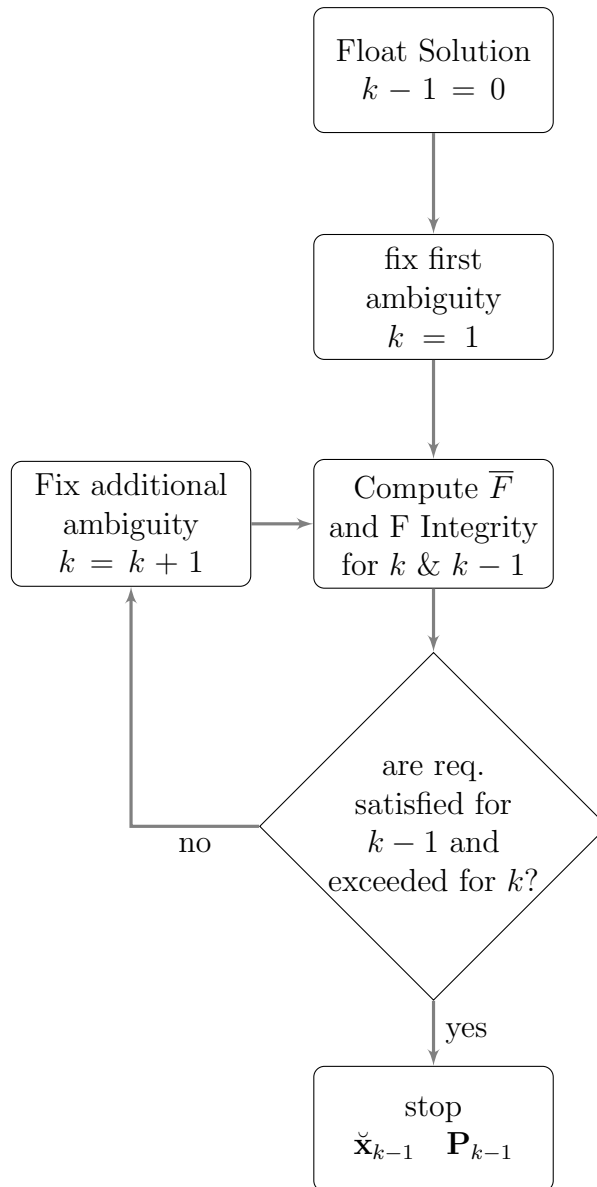 Float Solution
k − 1 = 0
fix first
ambiguity
k = 1
Fix additional
ambiguity
k = k + 1
Compute F̅
and F Integrity
for k & k − 1
are req.
satisfied for
k − 1 and
exceeded for k?
no
yes
stop
x̆ₖ₋₁ Pₖ₋₁